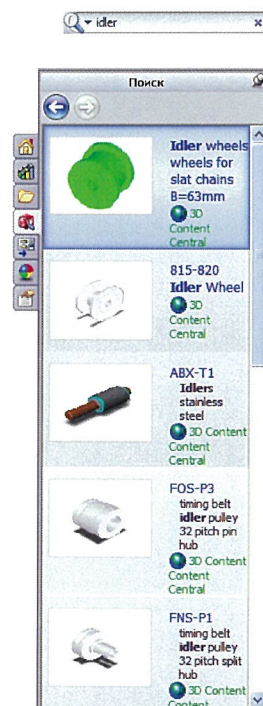 idler
Поиск
Idler wheels
wheels for
slat chains
B=63mm
3D
Content
Central
815-820
Idler Wheel
3D
Content
Central
ABX-T1
Idlers
stainless
steel
3D Content
Content
Central
FOS-P3
timing belt
idler pulley
32 pitch pin
hub
3D Content
Content
Central
FNS-P1
timing belt
idler pulley
32 pitch split
hub
3D Content
Content